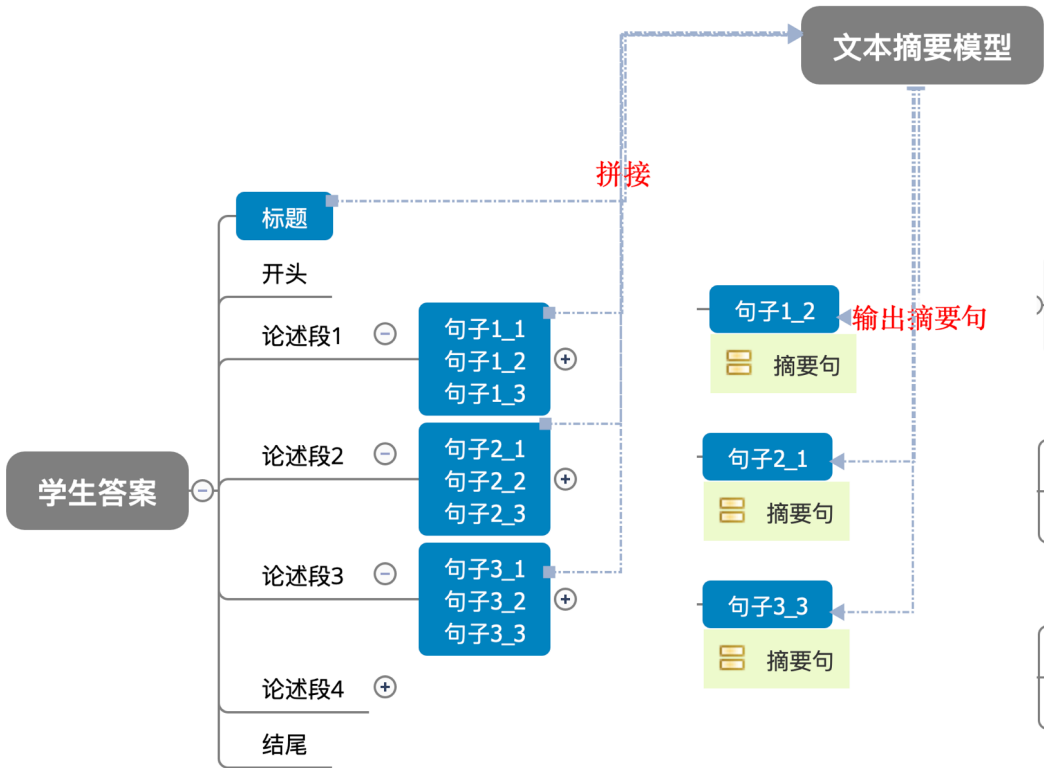 文本摘要模型
拼接
标题
开头
论述段1
句子1_1
句子1_2
句子1_3
句子1_2
输出摘要句
摘要句
论述段2
句子2_1
句子2_2
句子2_3
句子2_1
摘要句
学生答案
论述段3
句子3_1
句子3_2
句子3_3
句子3_3
摘要句
论述段4
结尾